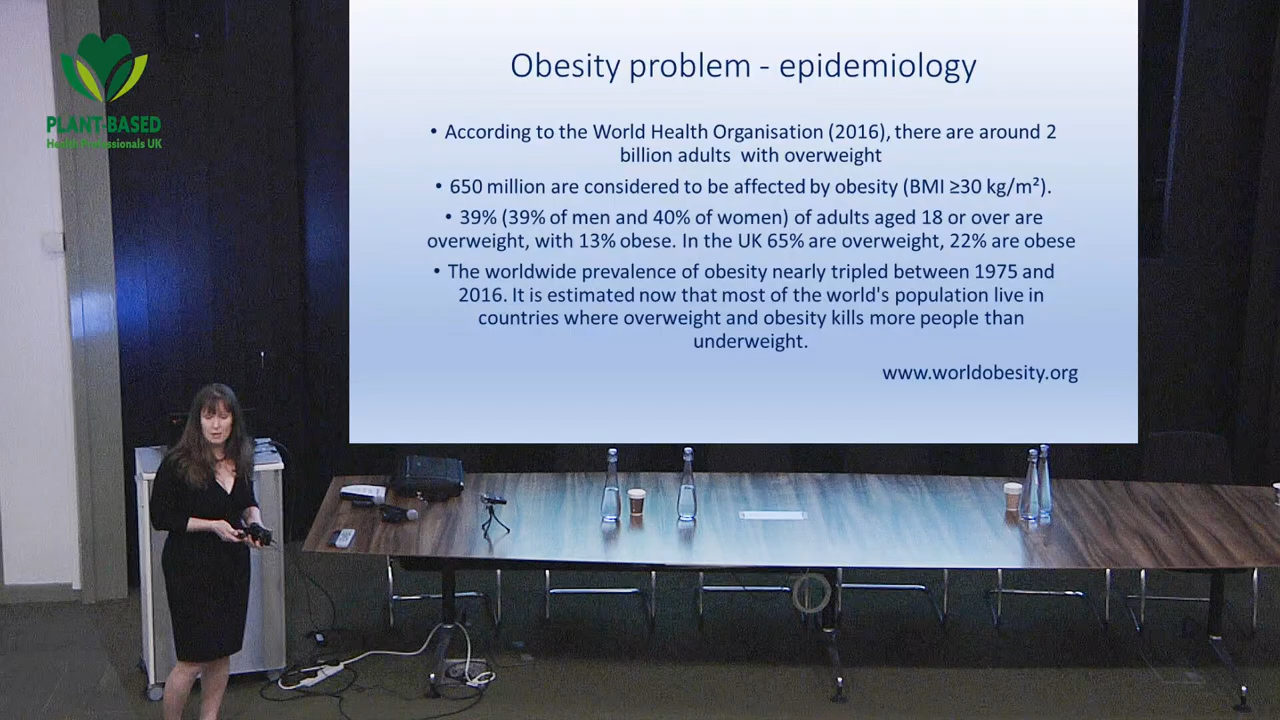 PLANT-BASED
Health Professionals UK
Obesity problem - epidemiology
• According to the World Health Organisation (2016), there are around 2
billion adults with overweight
• 650 million are considered to be affected by obesity (BMI ≥30 kg/m²).
• 39% (39% of men and 40% of women) of adults aged 18 or over are
overweight, with 13% obese. In the UK 65% are overweight, 22% are obese
• The worldwide prevalence of obesity nearly tripled between 1975 and
2016. It is estimated now that most of the world's population live in
countries where overweight and obesity kills more people than
underweight.
www.worldobesity.org